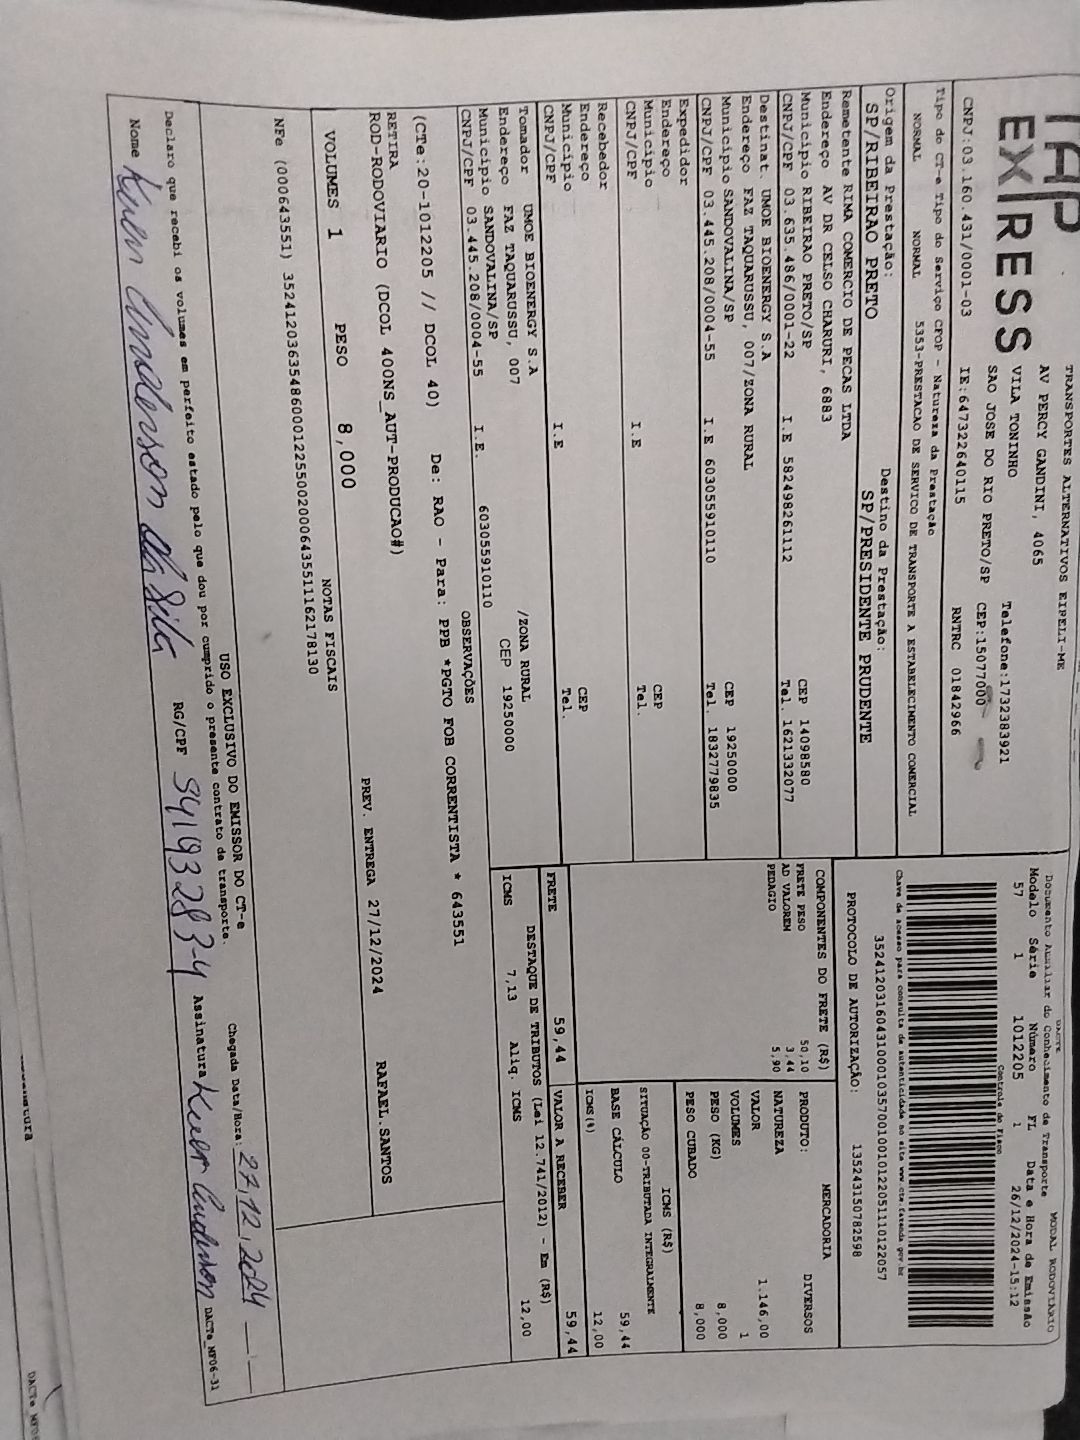 TAP
EXPRESS
TRANSPORTES ALTERNATIVOS EIRELI-ME
AV PERCY GANDINI, 4065
VILA TONINHO
SAO JOSE DO RIO PRETO/SP CEP:15077000
Telefone:1732383921
CNPJ:03.160.431/0001-03 IE:647322640115 RNTRC 01842966
Tipo do CT-e Tipo do Serviço CFOP - Natureza da Prestação
NORMAL NORMAL 5353-PRESTACAO DE SERVICO DE TRANSPORTE A ESTABELECIMENTO COMERCIAL
Origem da Prestação: Destino da Prestação:
SP/RIBEIRAO PRETO SP/PRESIDENTE PRUDENTE
Remetente RIMA COMERCIO DE PECAS LTDA
Endereço AV DR CELSO CHARURI, 6883
Município RIBEIRAO PRETO/SP CEP 14098580
CNPJ/CPF 03.635.486/0001-22 I.E 582498261112 Tel. 1621332077
Destinat. UMOE BIOENERGY S.A
Endereço FAZ TAQUARUSSU, 007/ZONA RURAL
Município SANDOVALINA/SP CEP 19250000
CNPJ/CPF 03.445.208/0004-55 I.E 603055910110 Tel. 1832779835
Expedidor
Endereço
Município CEP
CNPJ/CPF I.E Tel.
Recebedor
Endereço
Município CEP
CNPJ/CPF I.E Tel.
Tomador UMOE BIOENERGY S.A
Endereço FAZ TAQUARUSSU, 007 /ZONA RURAL
Município SANDOVALINA/SP CEP 19250000
CNPJ/CPF 03.445.208/0004-55 I.E. 603055910110
DACTE MODAL RODOVIARIO
Documento Auxiliar do Conhecimento de Transporte
Modelo Série Número FL Data e Hora de Emissão
57 1 1012205 1 26/12/2024-15:12
Controle do Fisco
Chave de acesso para consulta de autenticidade no site www.cte.fazenda.gov.br
35241203160431000103570010010122051110122057
PROTOCOLO DE AUTORIZAÇÃO: 135243150782598
COMPONENTES DO FRETE (R$)
FRETE PESO 50,10
AD VALOREM 3,44
PEDAGIO 5,90
MERCADORIA
PRODUTO: DIVERSOS
NATUREZA
VALOR 1.146,00
VOLUMES 1
PESO (KG) 8,000
PESO CUBADO 8,000
ICMS (R$)
SITUAÇÃO 00-TRIBUTADA INTEGRALMENTE
BASE CÁLCULO 59,44
ICMS(%) 12,00
FRETE 59,44 VALOR A RECEBER 59,44
DESTAQUE DE TRIBUTOS (Lei 12.741/2012) - Em (R$)
ICMS 7,13 Aliq. ICMS 12,00
OBSERVAÇÕES
(CTe:20-1012205 // DCOL 40) De: RAO - Para: PPB *PGTO FOB CORRENTISTA * 643551
RETIRA
ROD-RODOVIARIO (DCOL 400NS_AUT-PRODUCAO#)
PREV. ENTREGA 27/12/2024 RAFAEL.SANTOS
VOLUMES 1 PESO 8,000
NOTAS FISCAIS
NFe (000643551) 35241203635486000122550020006435511162178130
USO EXCLUSIVO DO EMISSOR DO CT-e
Declaro que recebi os volumes em perfeito estado pelo que dou por cumprido o presente contrato de transporte. Chegada Data/Hora: 27,12,2024
Nome Anderson da Silva RG/CPF 34193283-4 Assinatura
DACTe_MF06-31